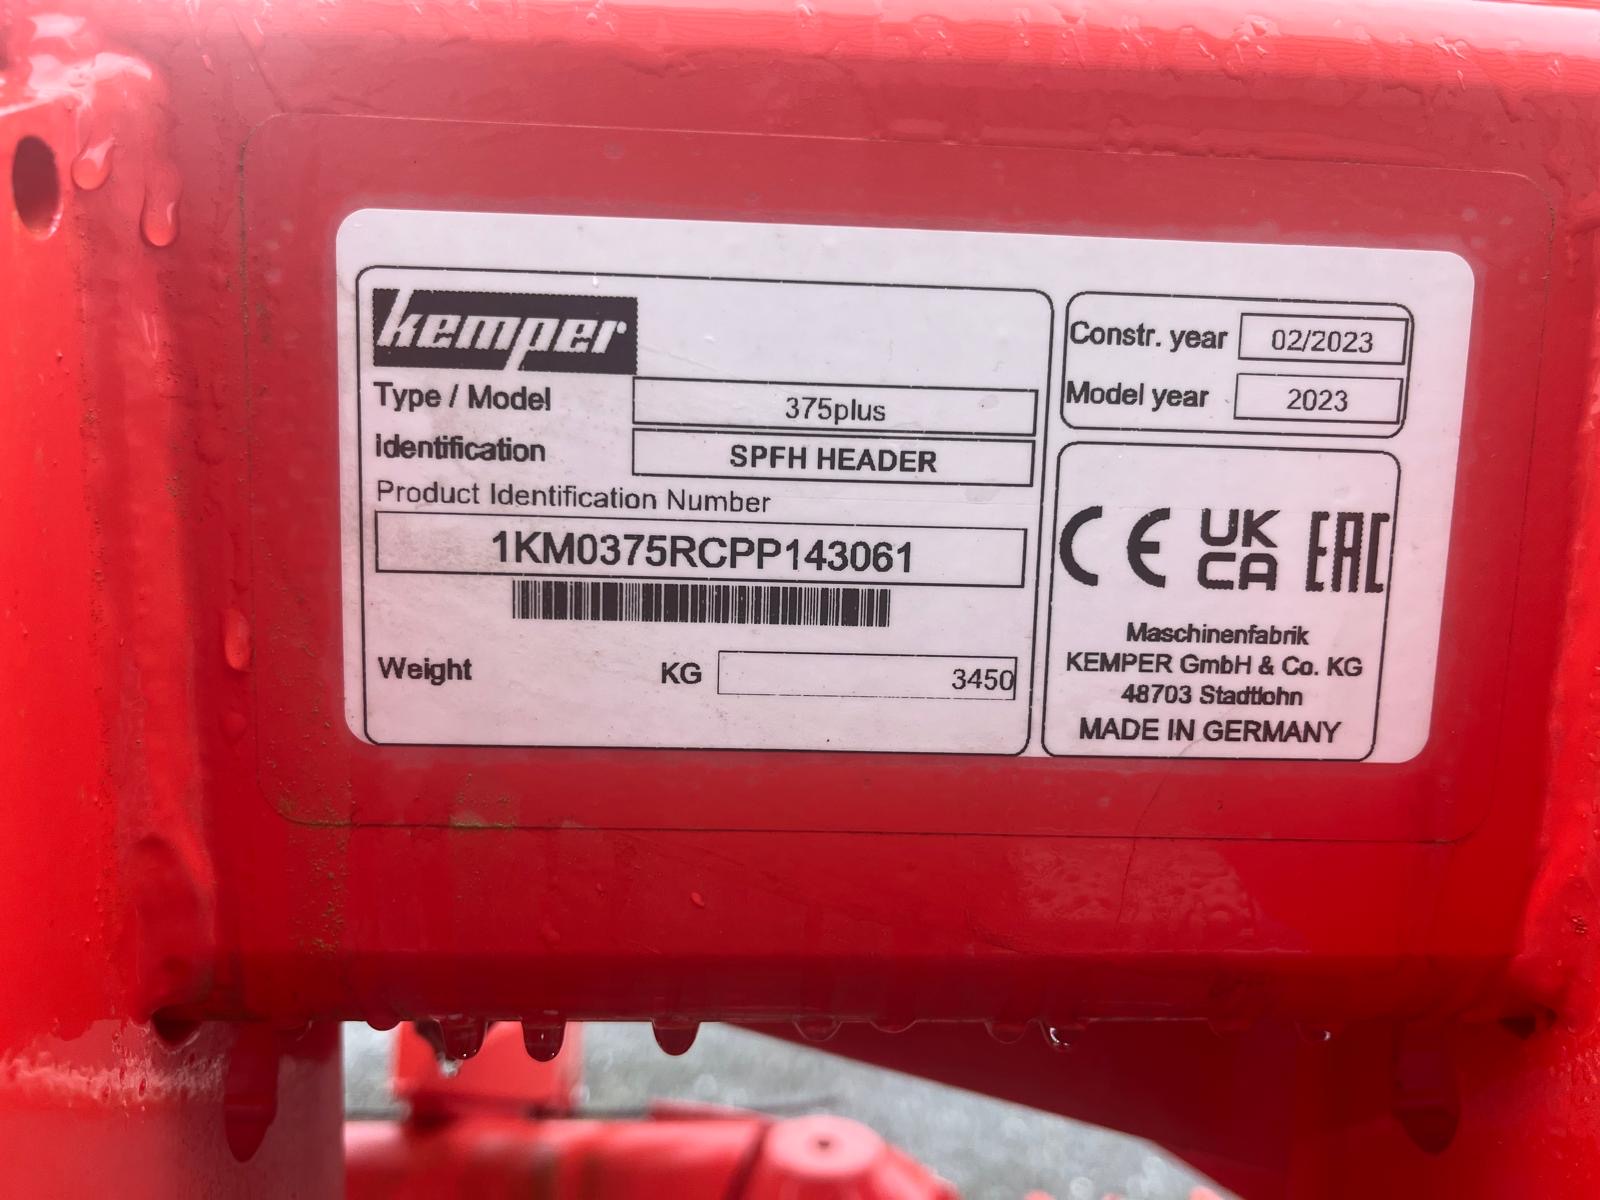 kemper
Type / Model 375plus
Identification SPFH HEADER
Product Identification Number
1KM0375RCPP143061
Weight KG 3450
Constr. year 02/2023
Model year 2023
CE UK CA EAC
Maschinenfabrik
KEMPER GmbH & Co. KG
48703 Stadtlohn
MADE IN GERMANY